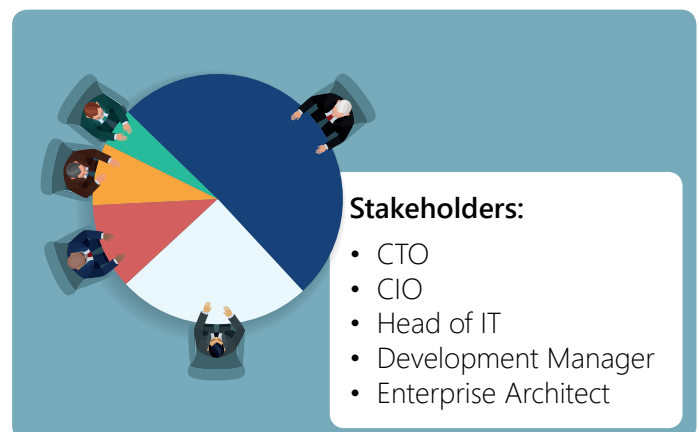 Stakeholders:
• CTO
• CIO
• Head of IT
• Development Manager
• Enterprise Architect